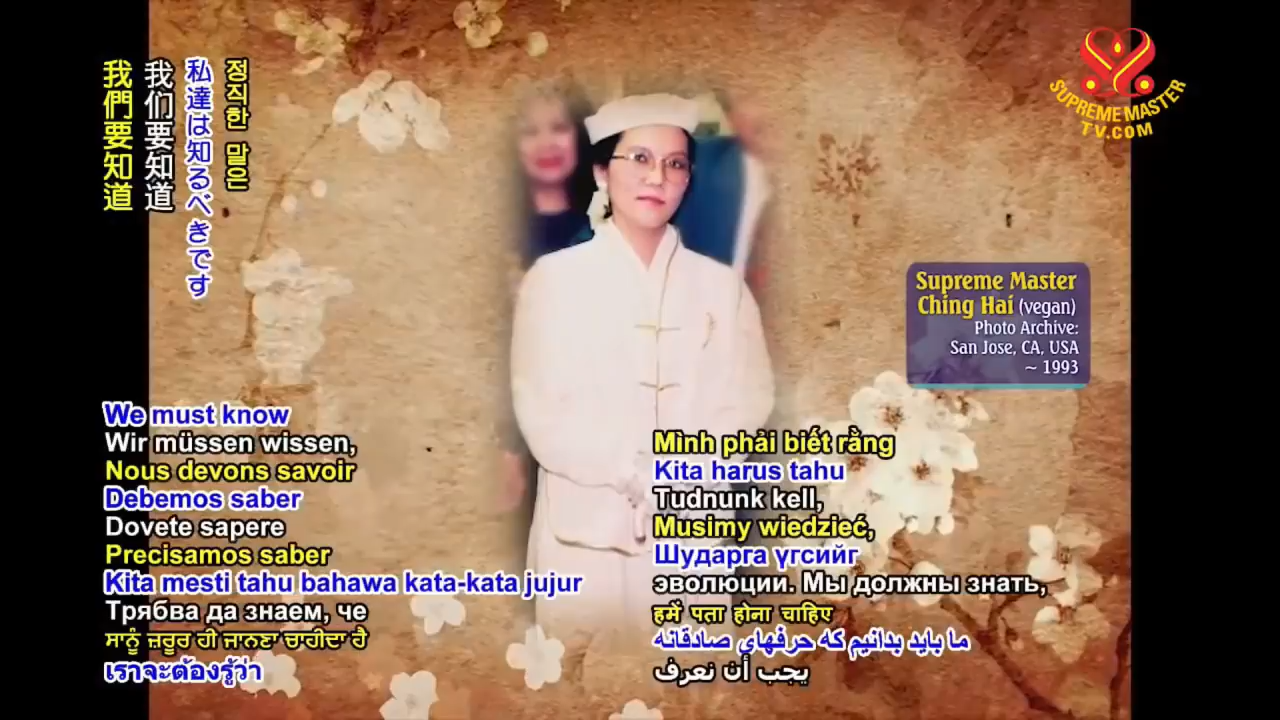 我們要知道
我们要知道
私達は知るべきです
정직한 말은
SUPREME MASTER
TV.COM
Supreme Master
Ching Hai (vegan)
Photo Archive:
San Jose, CA, USA
~ 1993
We must know
Wir müssen wissen,
Nous devons savoir
Debemos saber
Dovete sapere
Precisamos saber
Kita mesti tahu bahawa kata-kata jujur
Трябва да знаем, че
ਸਾਨੂੰ ਜ਼ਰੂਰ ਹੀ ਜਾਨਣਾ ਚਾਹੀਦਾ ਹੈ
เราจะต้องรู้ว่า
Mình phải biết rằng
Kita harus tahu
Tudnunk kell,
Musimy wiedzieć,
Шударга үгсийг
эволюции. Мы должны знать,
हमें पता होना चाहिए
ما باید بدانیم که حرفهای صادقانه
يجب أن نعرف